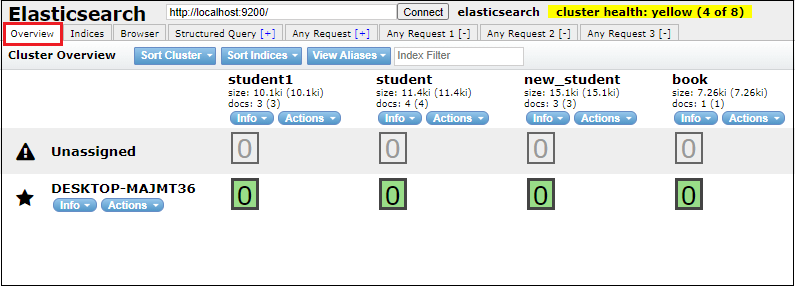 Elasticsearch http://localhost:9200/ Connect elasticsearch cluster health: yellow (4 of 8)
Overview Indices Browser Structured Query [+] Any Request [+] Any Request 1 [-] Any Request 2 [-] Any Request 3 [-]
Cluster Overview Sort Cluster Sort Indices View Aliases Index Filter
student1 student new_student book
size: 10.1ki (10.1ki) size: 11.4ki (11.4ki) size: 15.1ki (15.1ki) size: 7.26ki (7.26ki)
docs: 3 (3) docs: 4 (4) docs: 3 (3) docs: 1 (1)
Info Actions Info Actions Info Actions Info Actions
Unassigned 0 0 0 0
DESKTOP-MAJMT36 0 0 0 0
Info Actions